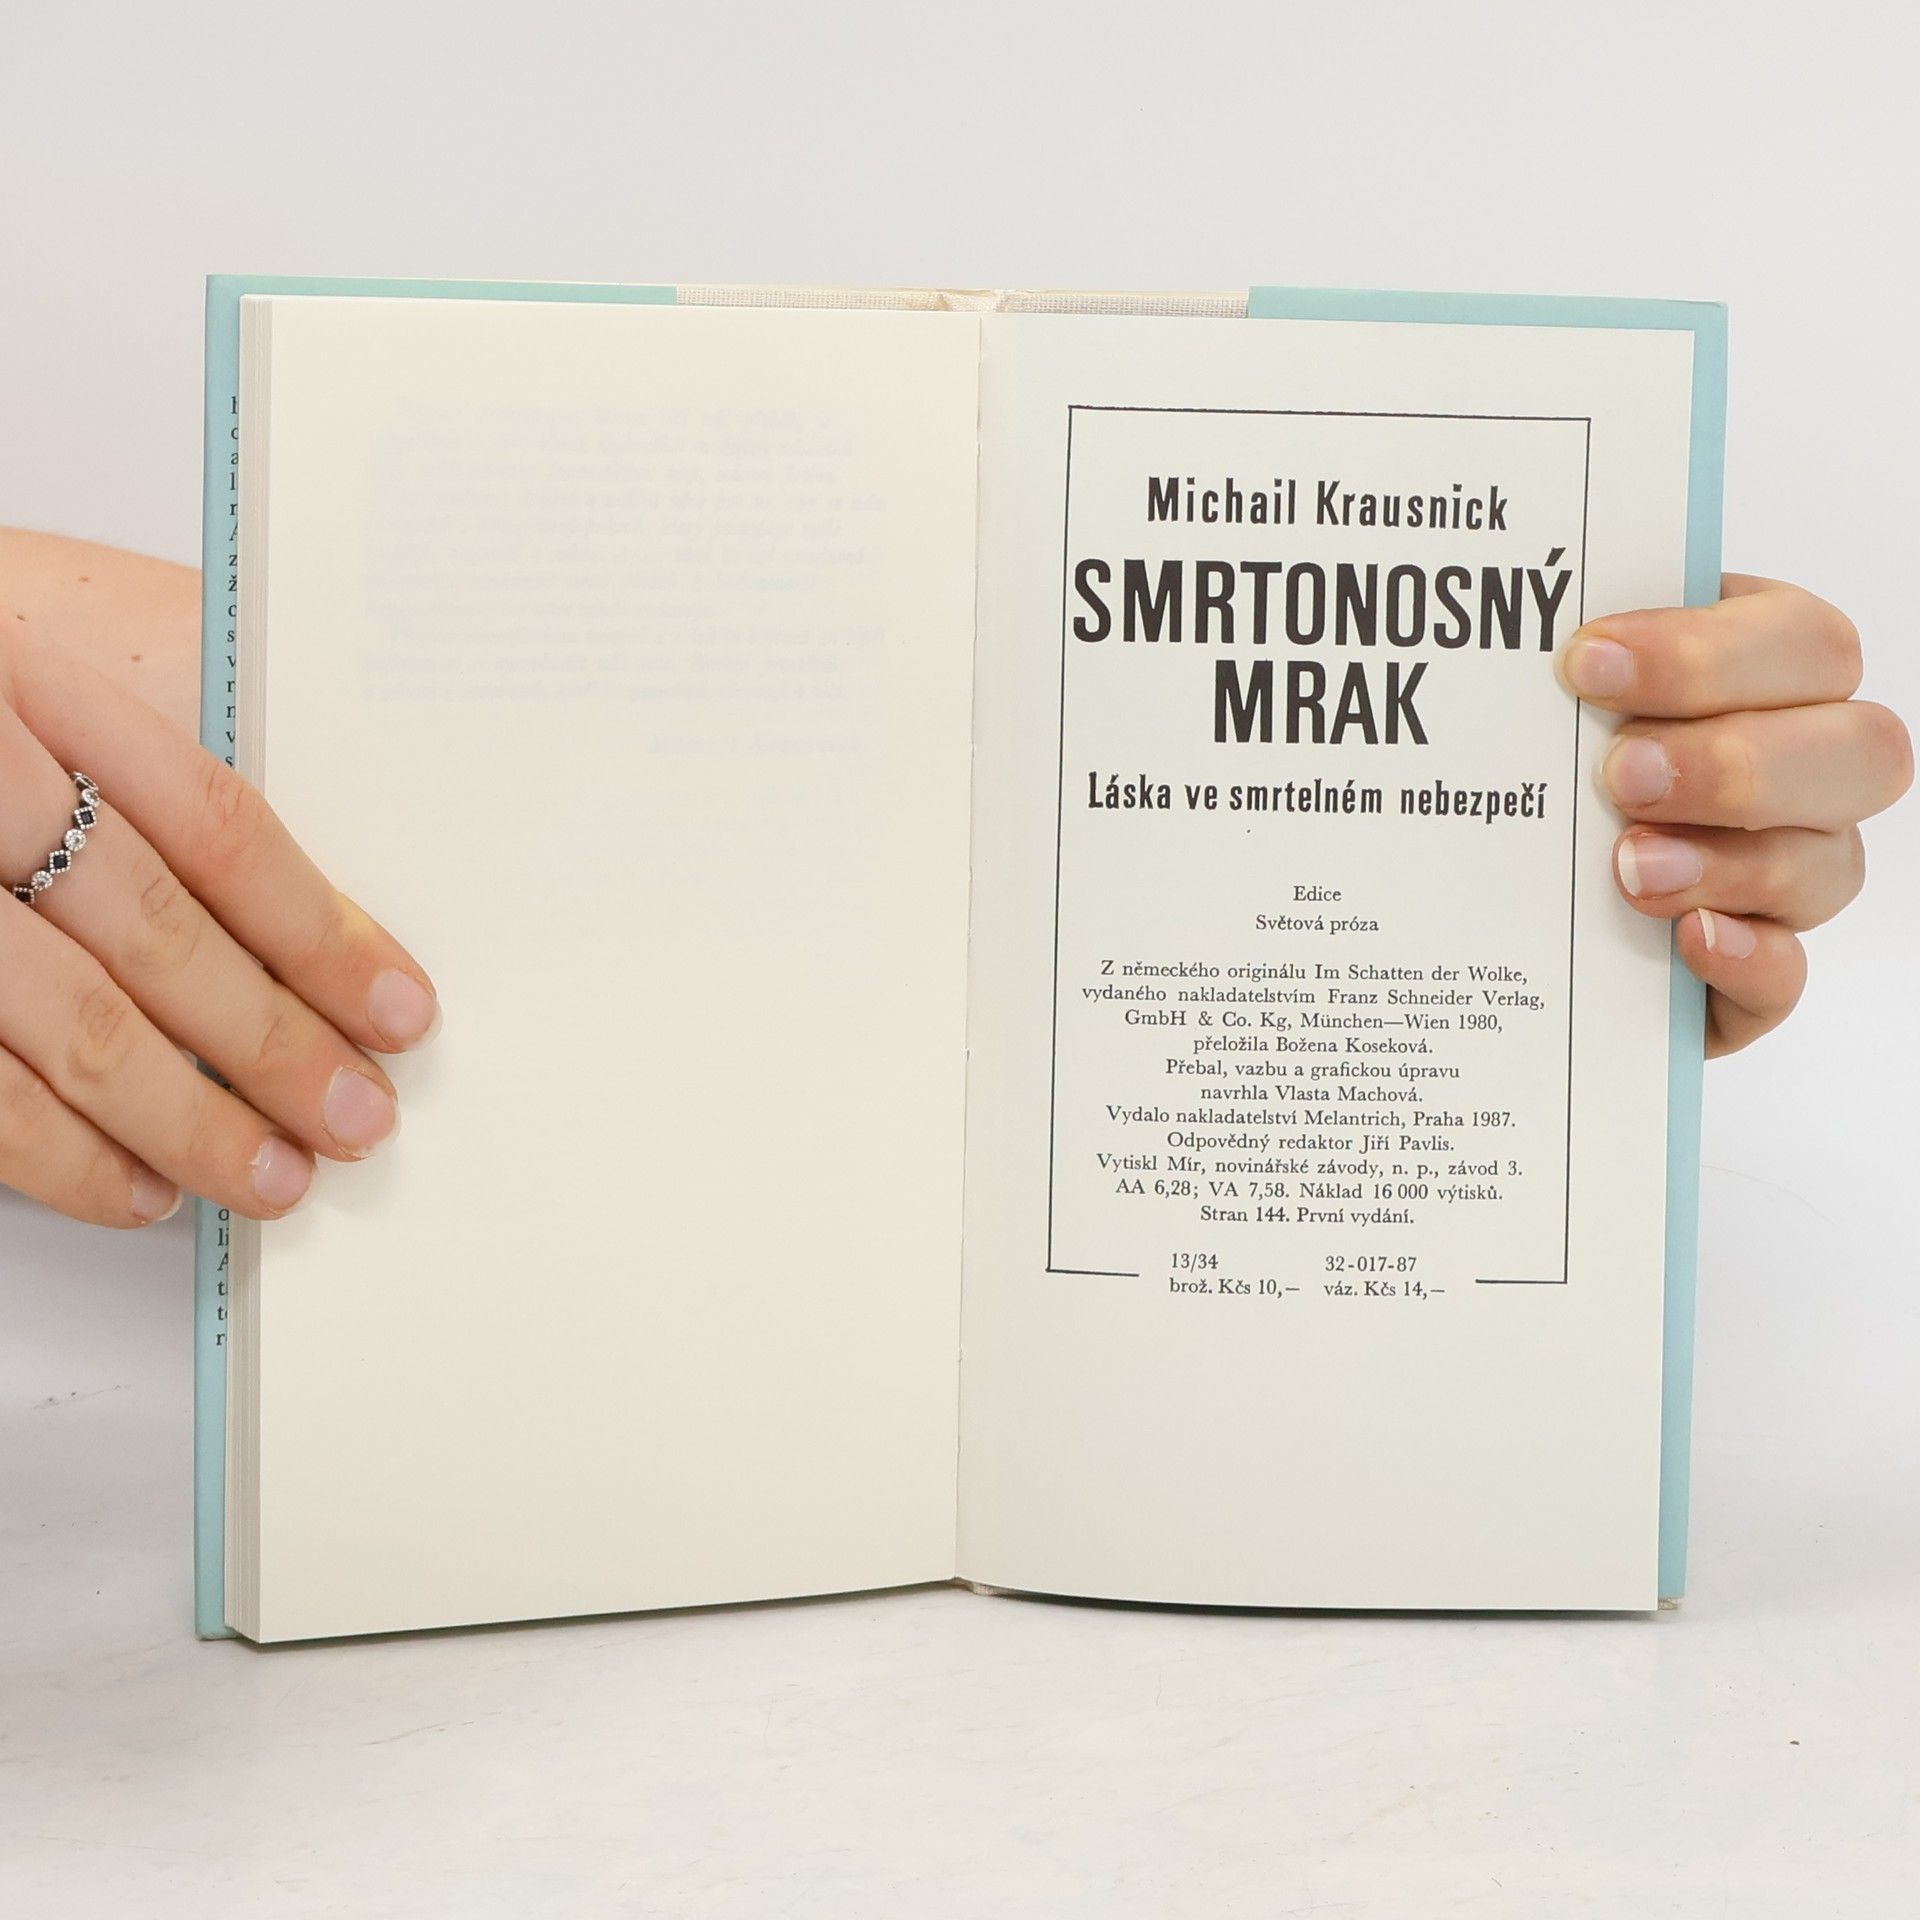 Michail Krausnick
SMRTONOSNÝ
MRAK
Láska ve smrtelném nebezpečí
Edice
Světová próza
Z německého originálu Im Schatten der Wolke,
vydaného nakladatelstvím Franz Schneider Verlag,
GmbH & Co. Kg, München—Wien 1980,
přeložila Božena Koseková.
Přebal, vazbu a grafickou úpravu
navrhla Vlasta Machová.
Vydalo nakladatelství Melantrich, Praha 1987.
Odpovědný redaktor Jiří Pavlis.
Vytiskl Mír, novinářské závody, n. p., závod 3.
AA 6,28; VA 7,58. Náklad 16 000 výtisků.
Stran 144. První vydání.
13/34 32-017-87
brož. Kčs 10,— váz. Kčs 14,—